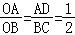 OA/OB = AD/BC = 1/2